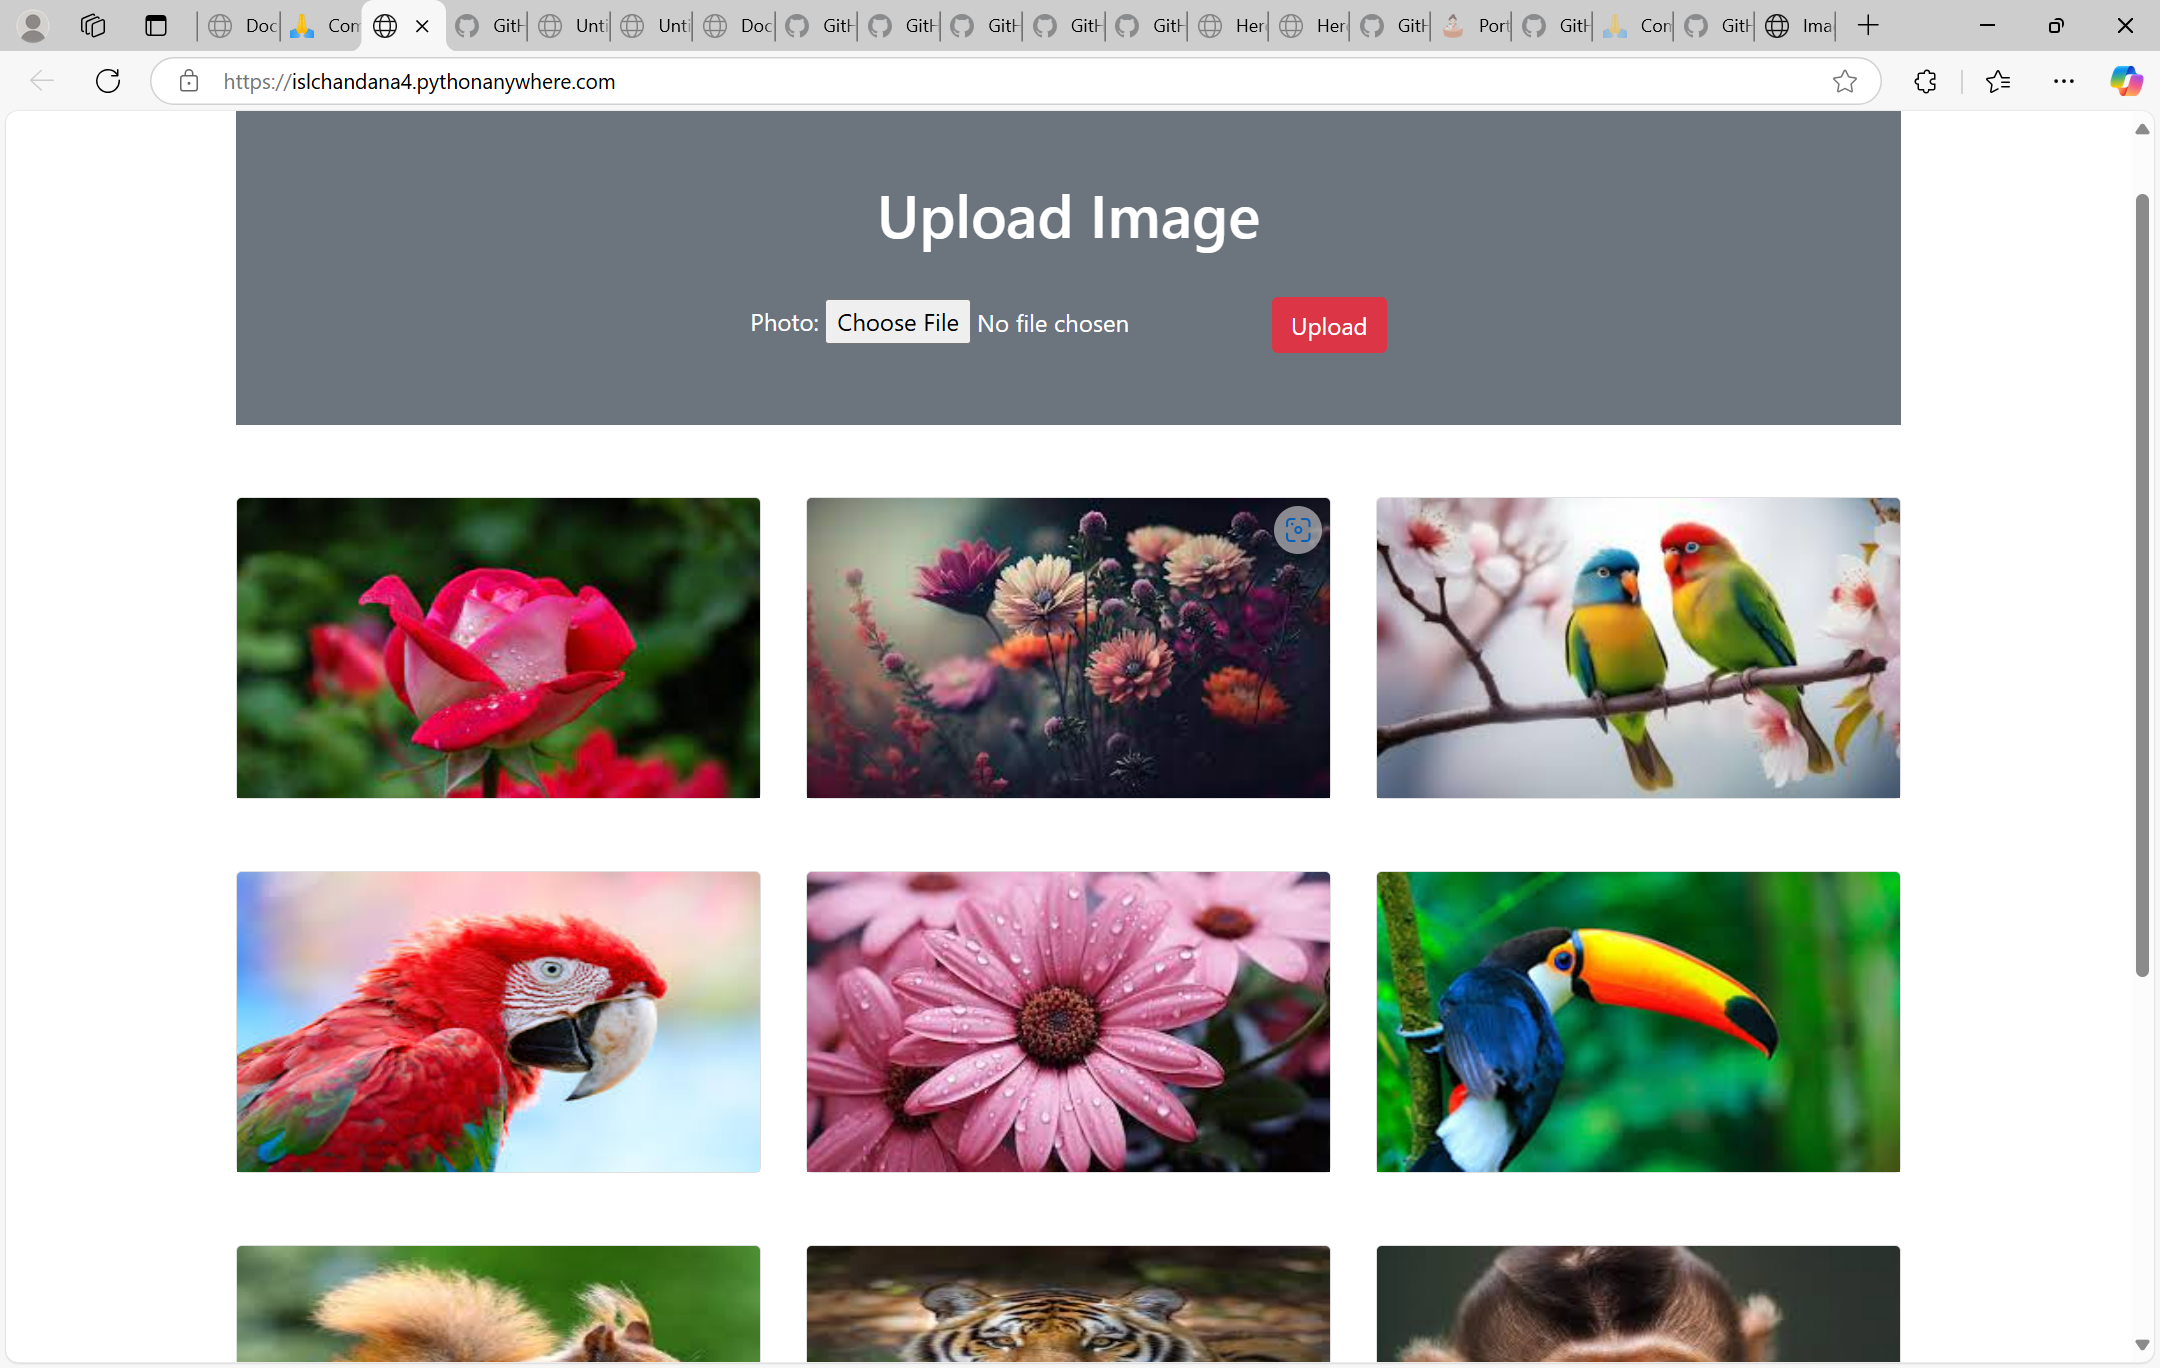 Doc Con GitH Unti Unti Doc GitH GitH GitH GitH GitH Her Her GitH Port GitH Con GitH Ima
https://islchandana4.pythonanywhere.com
Upload Image
Photo: Choose File No file chosen Upload